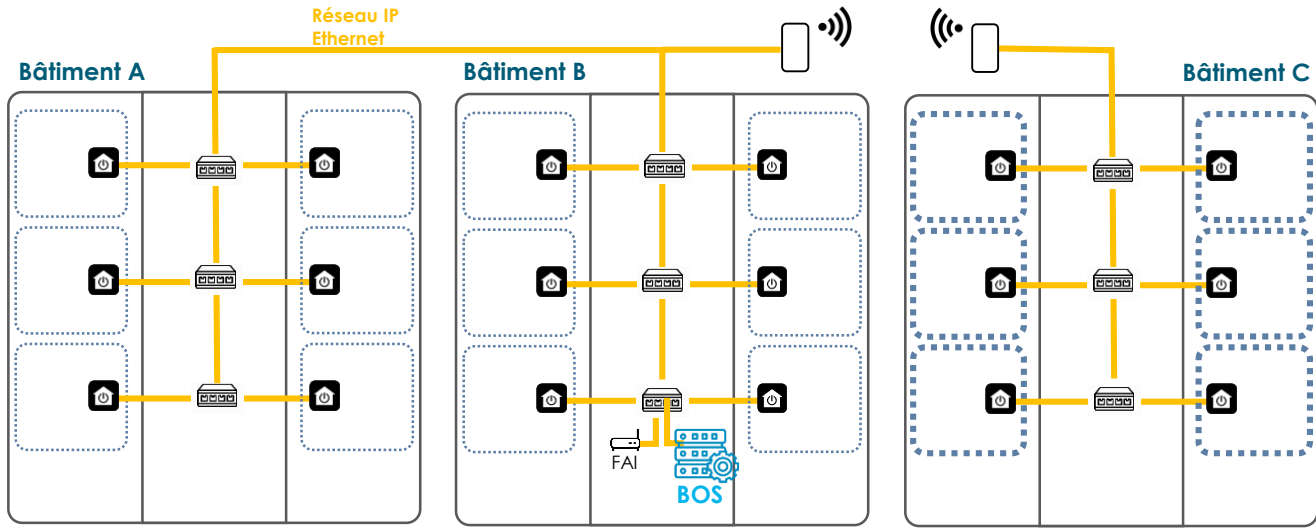 Réseau IP
Ethernet
Bâtiment A
Bâtiment B
Bâtiment C
FAI
BOS